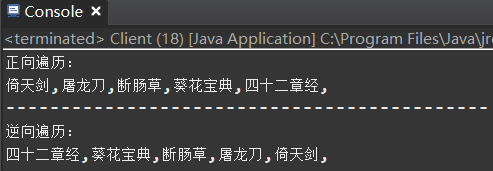 Console
<terminated> Client (18) [Java Application] C:\Program Files\Java\jre
正向遍历：
倚天剑,屠龙刀,断肠草,葵花宝典,四十二章经,
------------------------------------------------
逆向遍历：
四十二章经,葵花宝典,断肠草,屠龙刀,倚天剑,